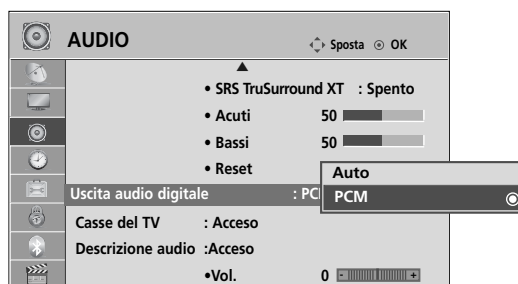 AUDIO Sposta OK
• SRS TruSurround XT : Spento
• Acuti 50
• Bassi 50
• Reset
Auto
Uscita audio digitale : PC
PCM
Casse del TV : Acceso
Descrizione audio :Acceso
•Vol. 0 - +